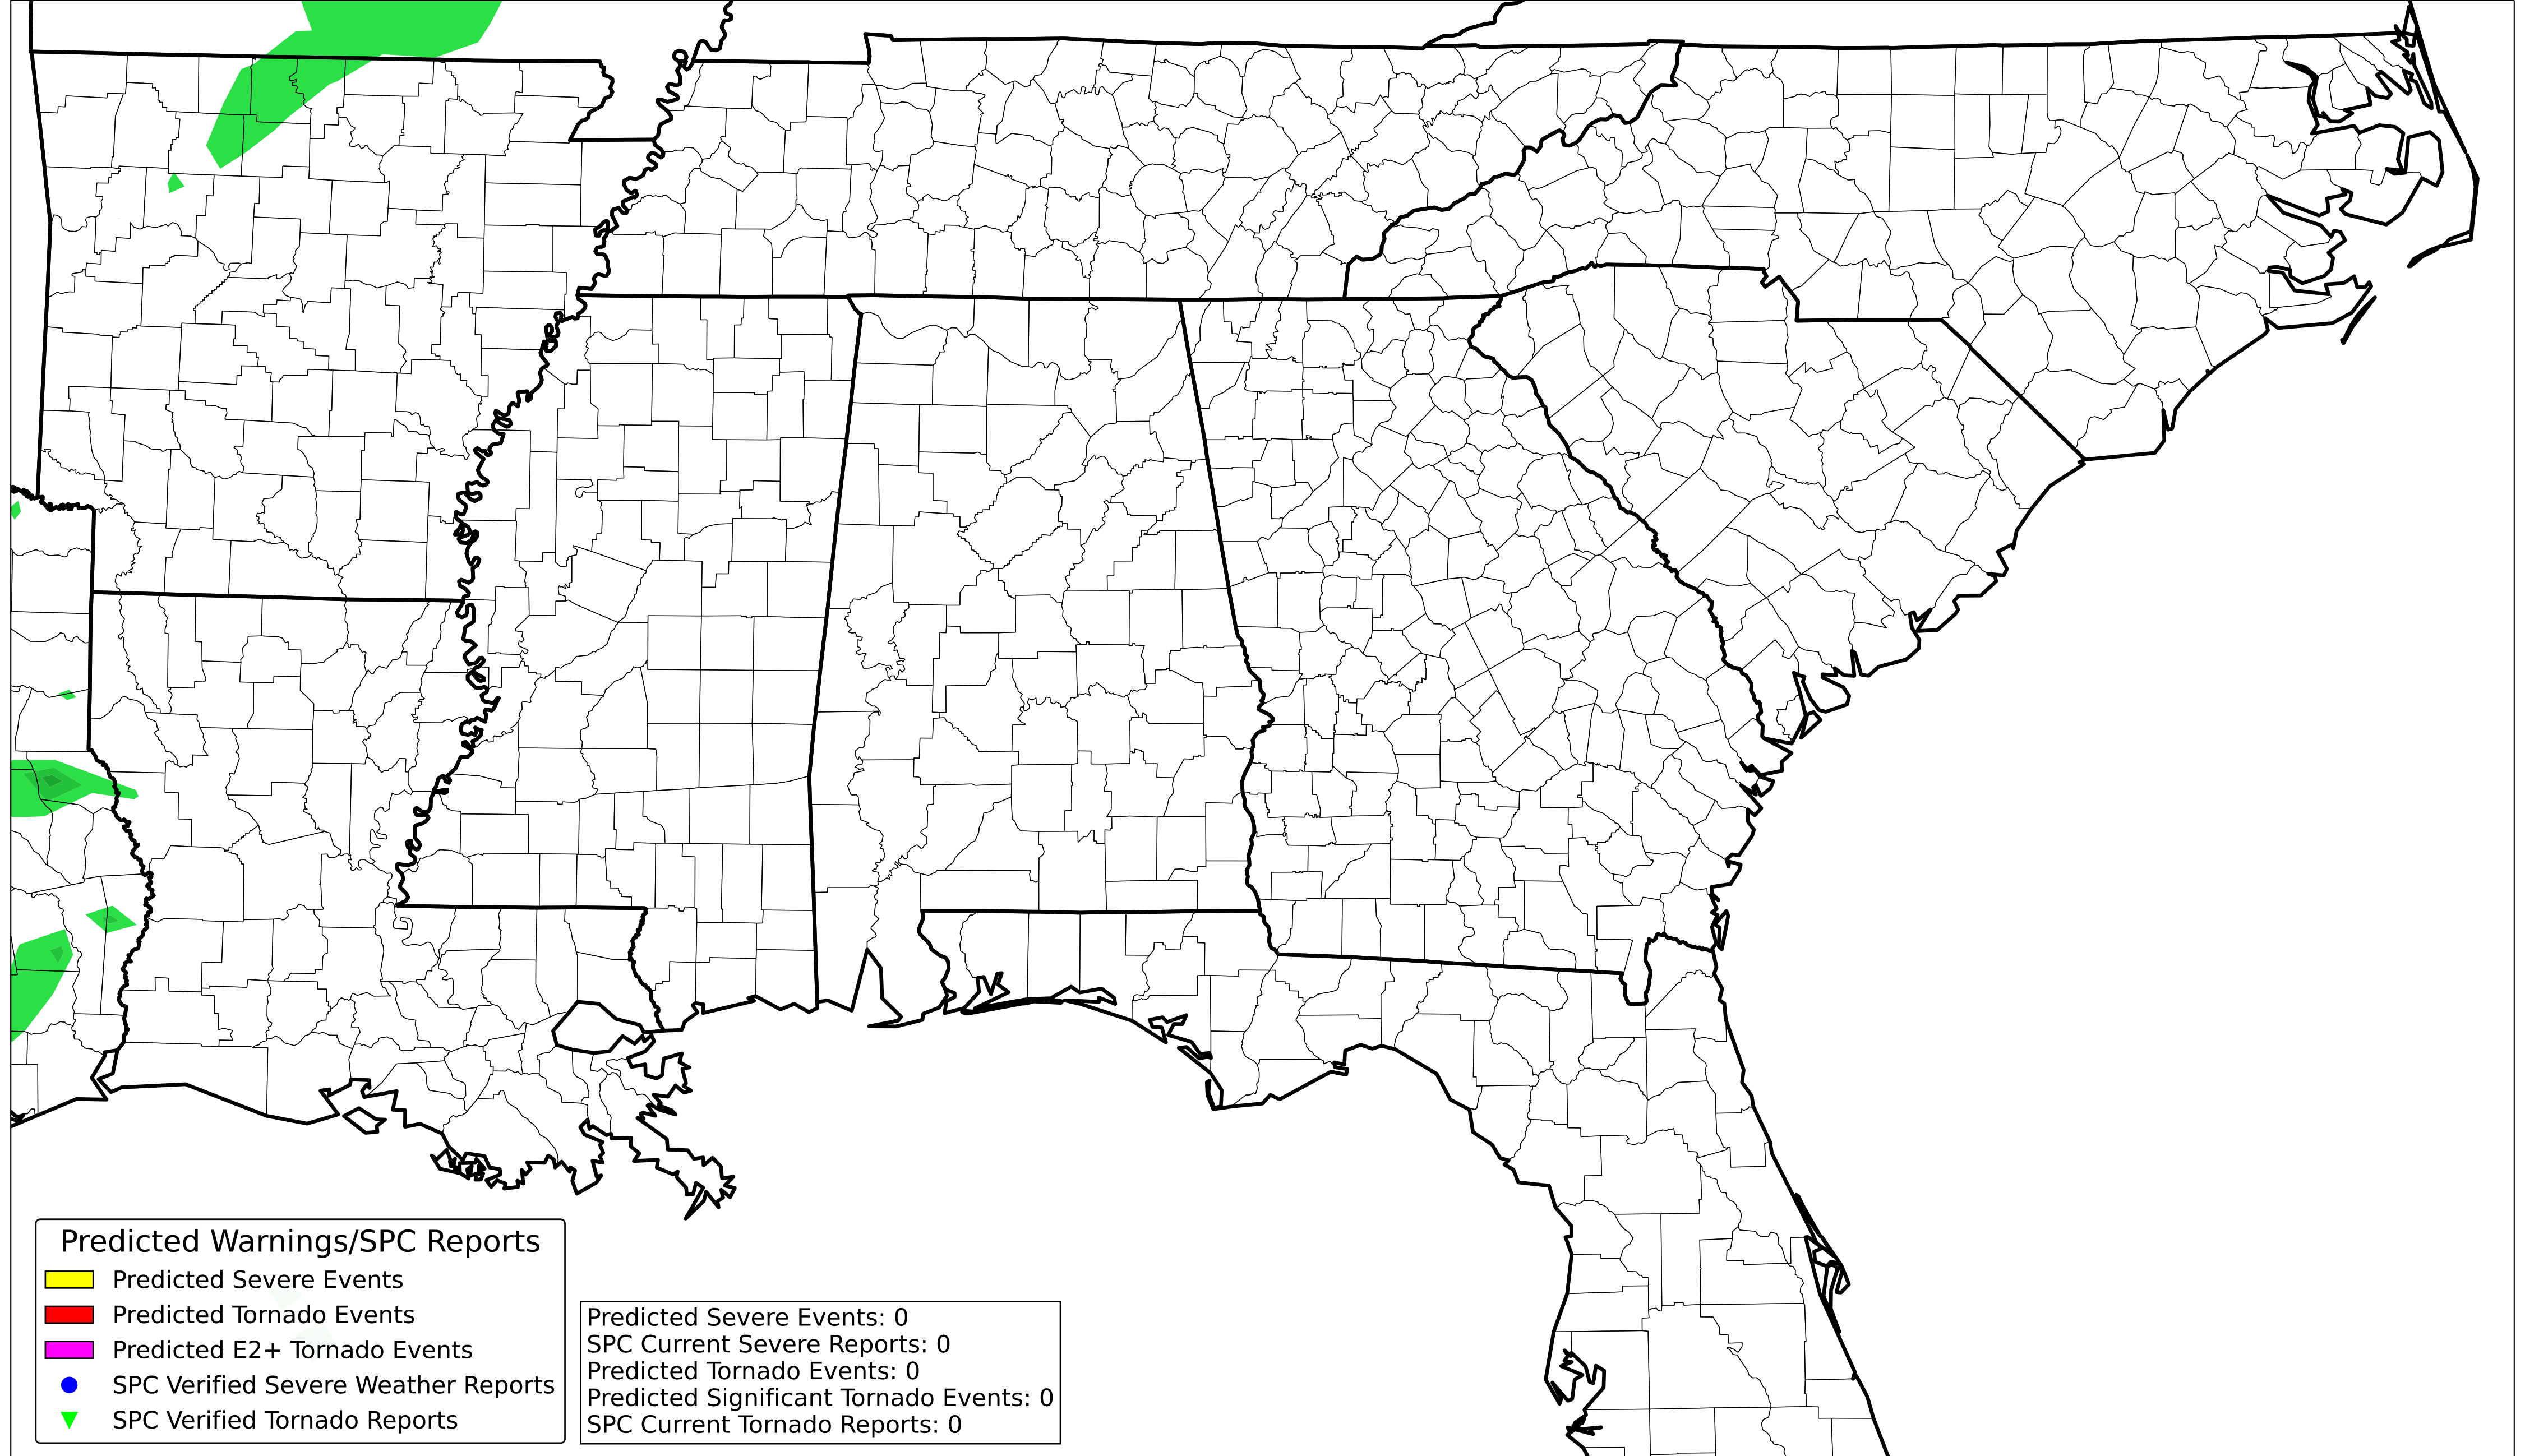 Predicted Warnings/SPC Reports
Predicted Severe Events
Predicted Tornado Events
Predicted E2+ Tornado Events
SPC Verified Severe Weather Reports
SPC Verified Tornado Reports
Predicted Severe Events: 0
SPC Current Severe Reports: 0
Predicted Tornado Events: 0
Predicted Significant Tornado Events: 0
SPC Current Tornado Reports: 0